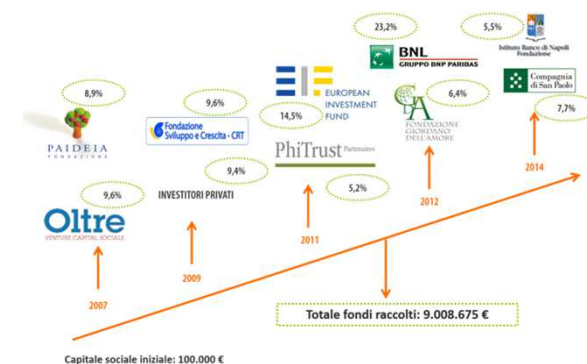 8,9%
PAIDEIA
FONDAZIONE
9,6%
Oltre
VENTURE CAPITAL SOCIALE
2007
9,6%
Fondazione
Sviluppo e Crescita - CRT
9,4%
INVESTITORI PRIVATI
2009
14,5%
EIF
EUROPEAN
INVESTMENT
FUND
PhiTrust Partenaires
5,2%
2011
23,2%
BNL
GRUPPO BNP PARIBAS
6,4%
FONDAZIONE
GIORDANO
DELL'AMORE
2012
5,5%
Istituto Banco di Napoli
Fondazione
Compagnia
di San Paolo
7,7%
2014
Totale fondi raccolti: 9.008.675 €
Capitale sociale iniziale: 100.000 €